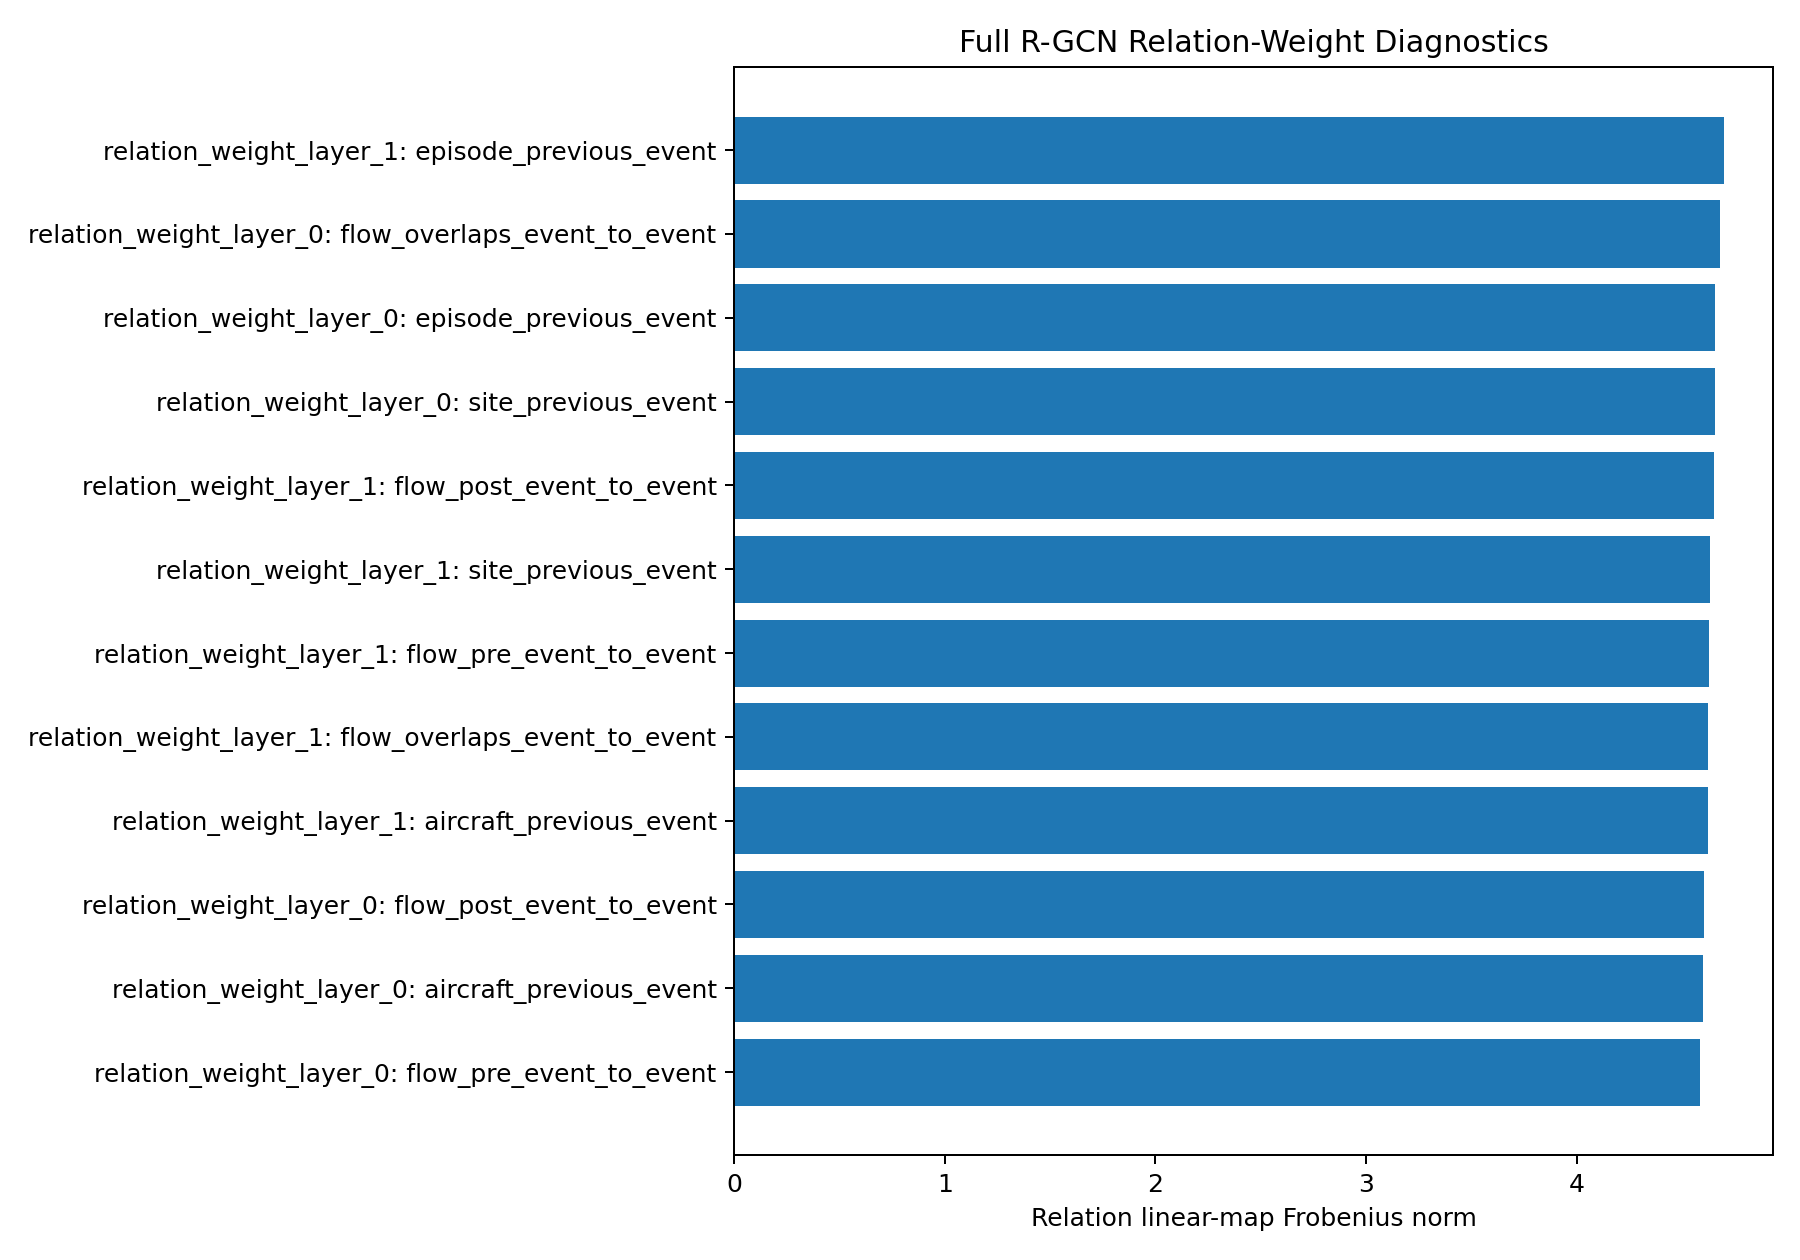 Full R-GCN Relation-Weight Diagnostics
relation_weight_layer_1: episode_previous_event
relation_weight_layer_0: flow_overlaps_event_to_event
relation_weight_layer_0: episode_previous_event
relation_weight_layer_0: site_previous_event
relation_weight_layer_1: flow_post_event_to_event
relation_weight_layer_1: site_previous_event
relation_weight_layer_1: flow_pre_event_to_event
relation_weight_layer_1: flow_overlaps_event_to_event
relation_weight_layer_1: aircraft_previous_event
relation_weight_layer_0: flow_post_event_to_event
relation_weight_layer_0: aircraft_previous_event
relation_weight_layer_0: flow_pre_event_to_event
0 1 2 3 4
Relation linear-map Frobenius norm